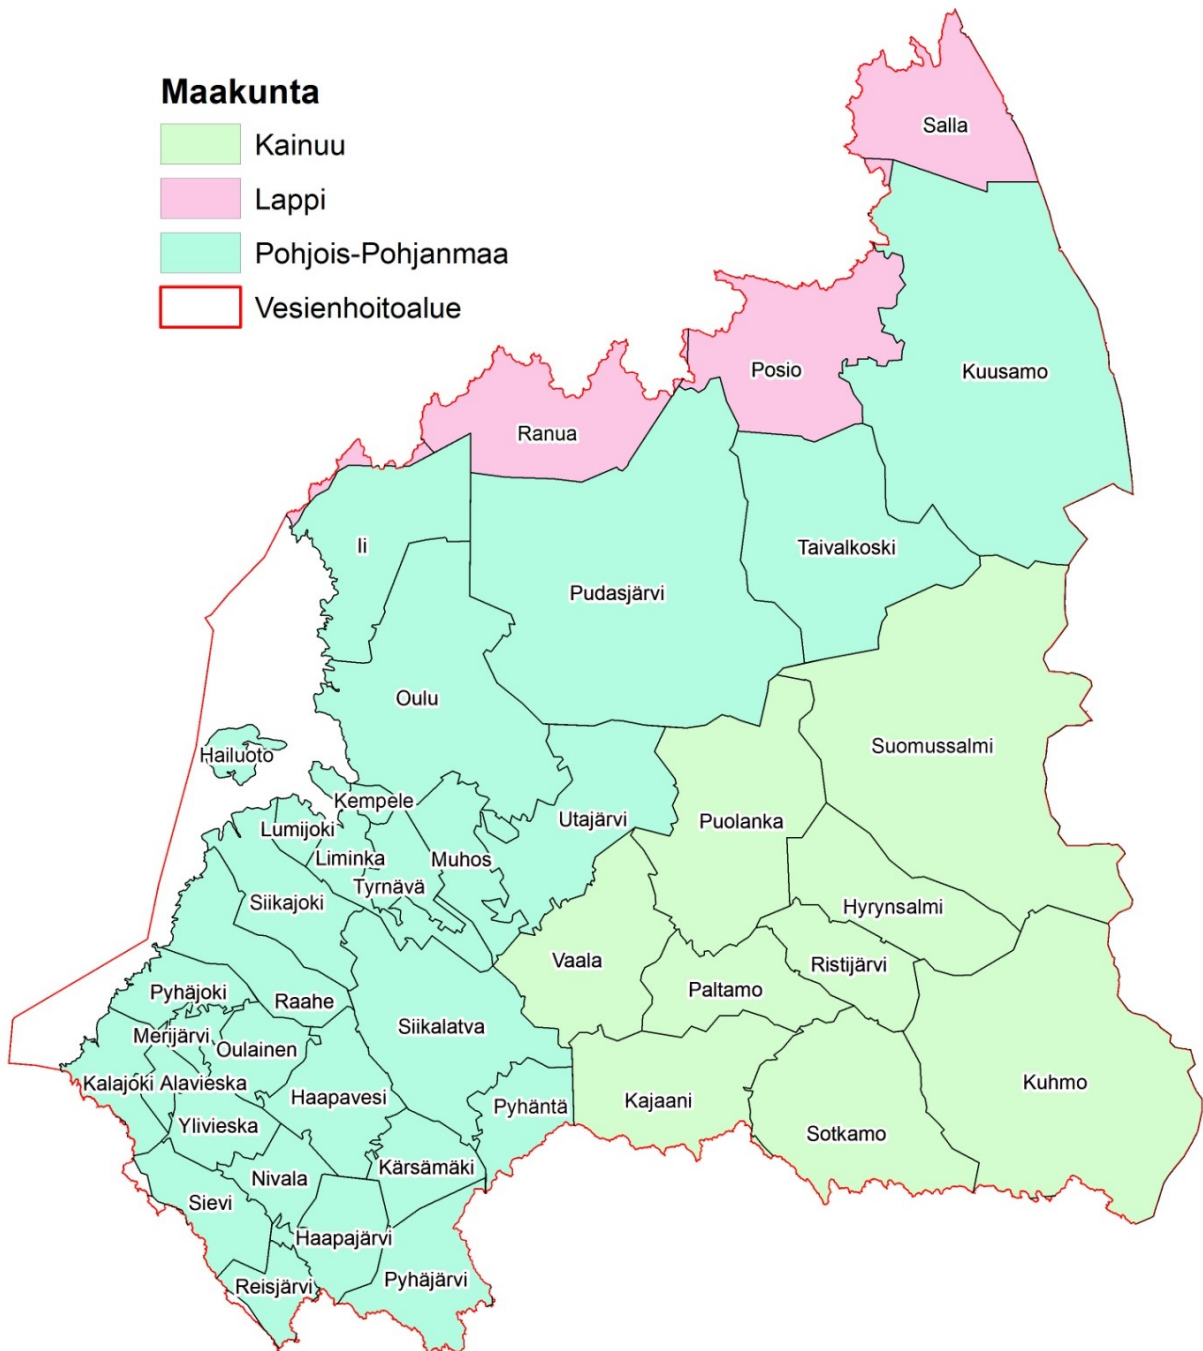 Maakunta
Kainuu
Lappi
Pohjois-Pohjanmaa
Vesienhoitoalue
Salla
Kuusamo
Posio
Ranua
Ii
Taivalkoski
Pudasjärvi
Oulu
Suomussalmi
Hailuoto
Kempele
Utajärvi
Puolanka
Lumijoki
Liminka
Muhos
Tyrnävä
Siikajoki
Hyrynsalmi
Vaala
Ristijärvi
Pyhäjoki
Raahe
Paltamo
Siikalatva
Merijärvi
Oulainen
Kalajoki
Alavieska
Haapavesi
Pyhäntä
Kajaani
Kuhmo
Ylivieska
Sotkamo
Kärsämäki
Nivala
Sievi
Haapajärvi
Reisjärvi
Pyhäjärvi